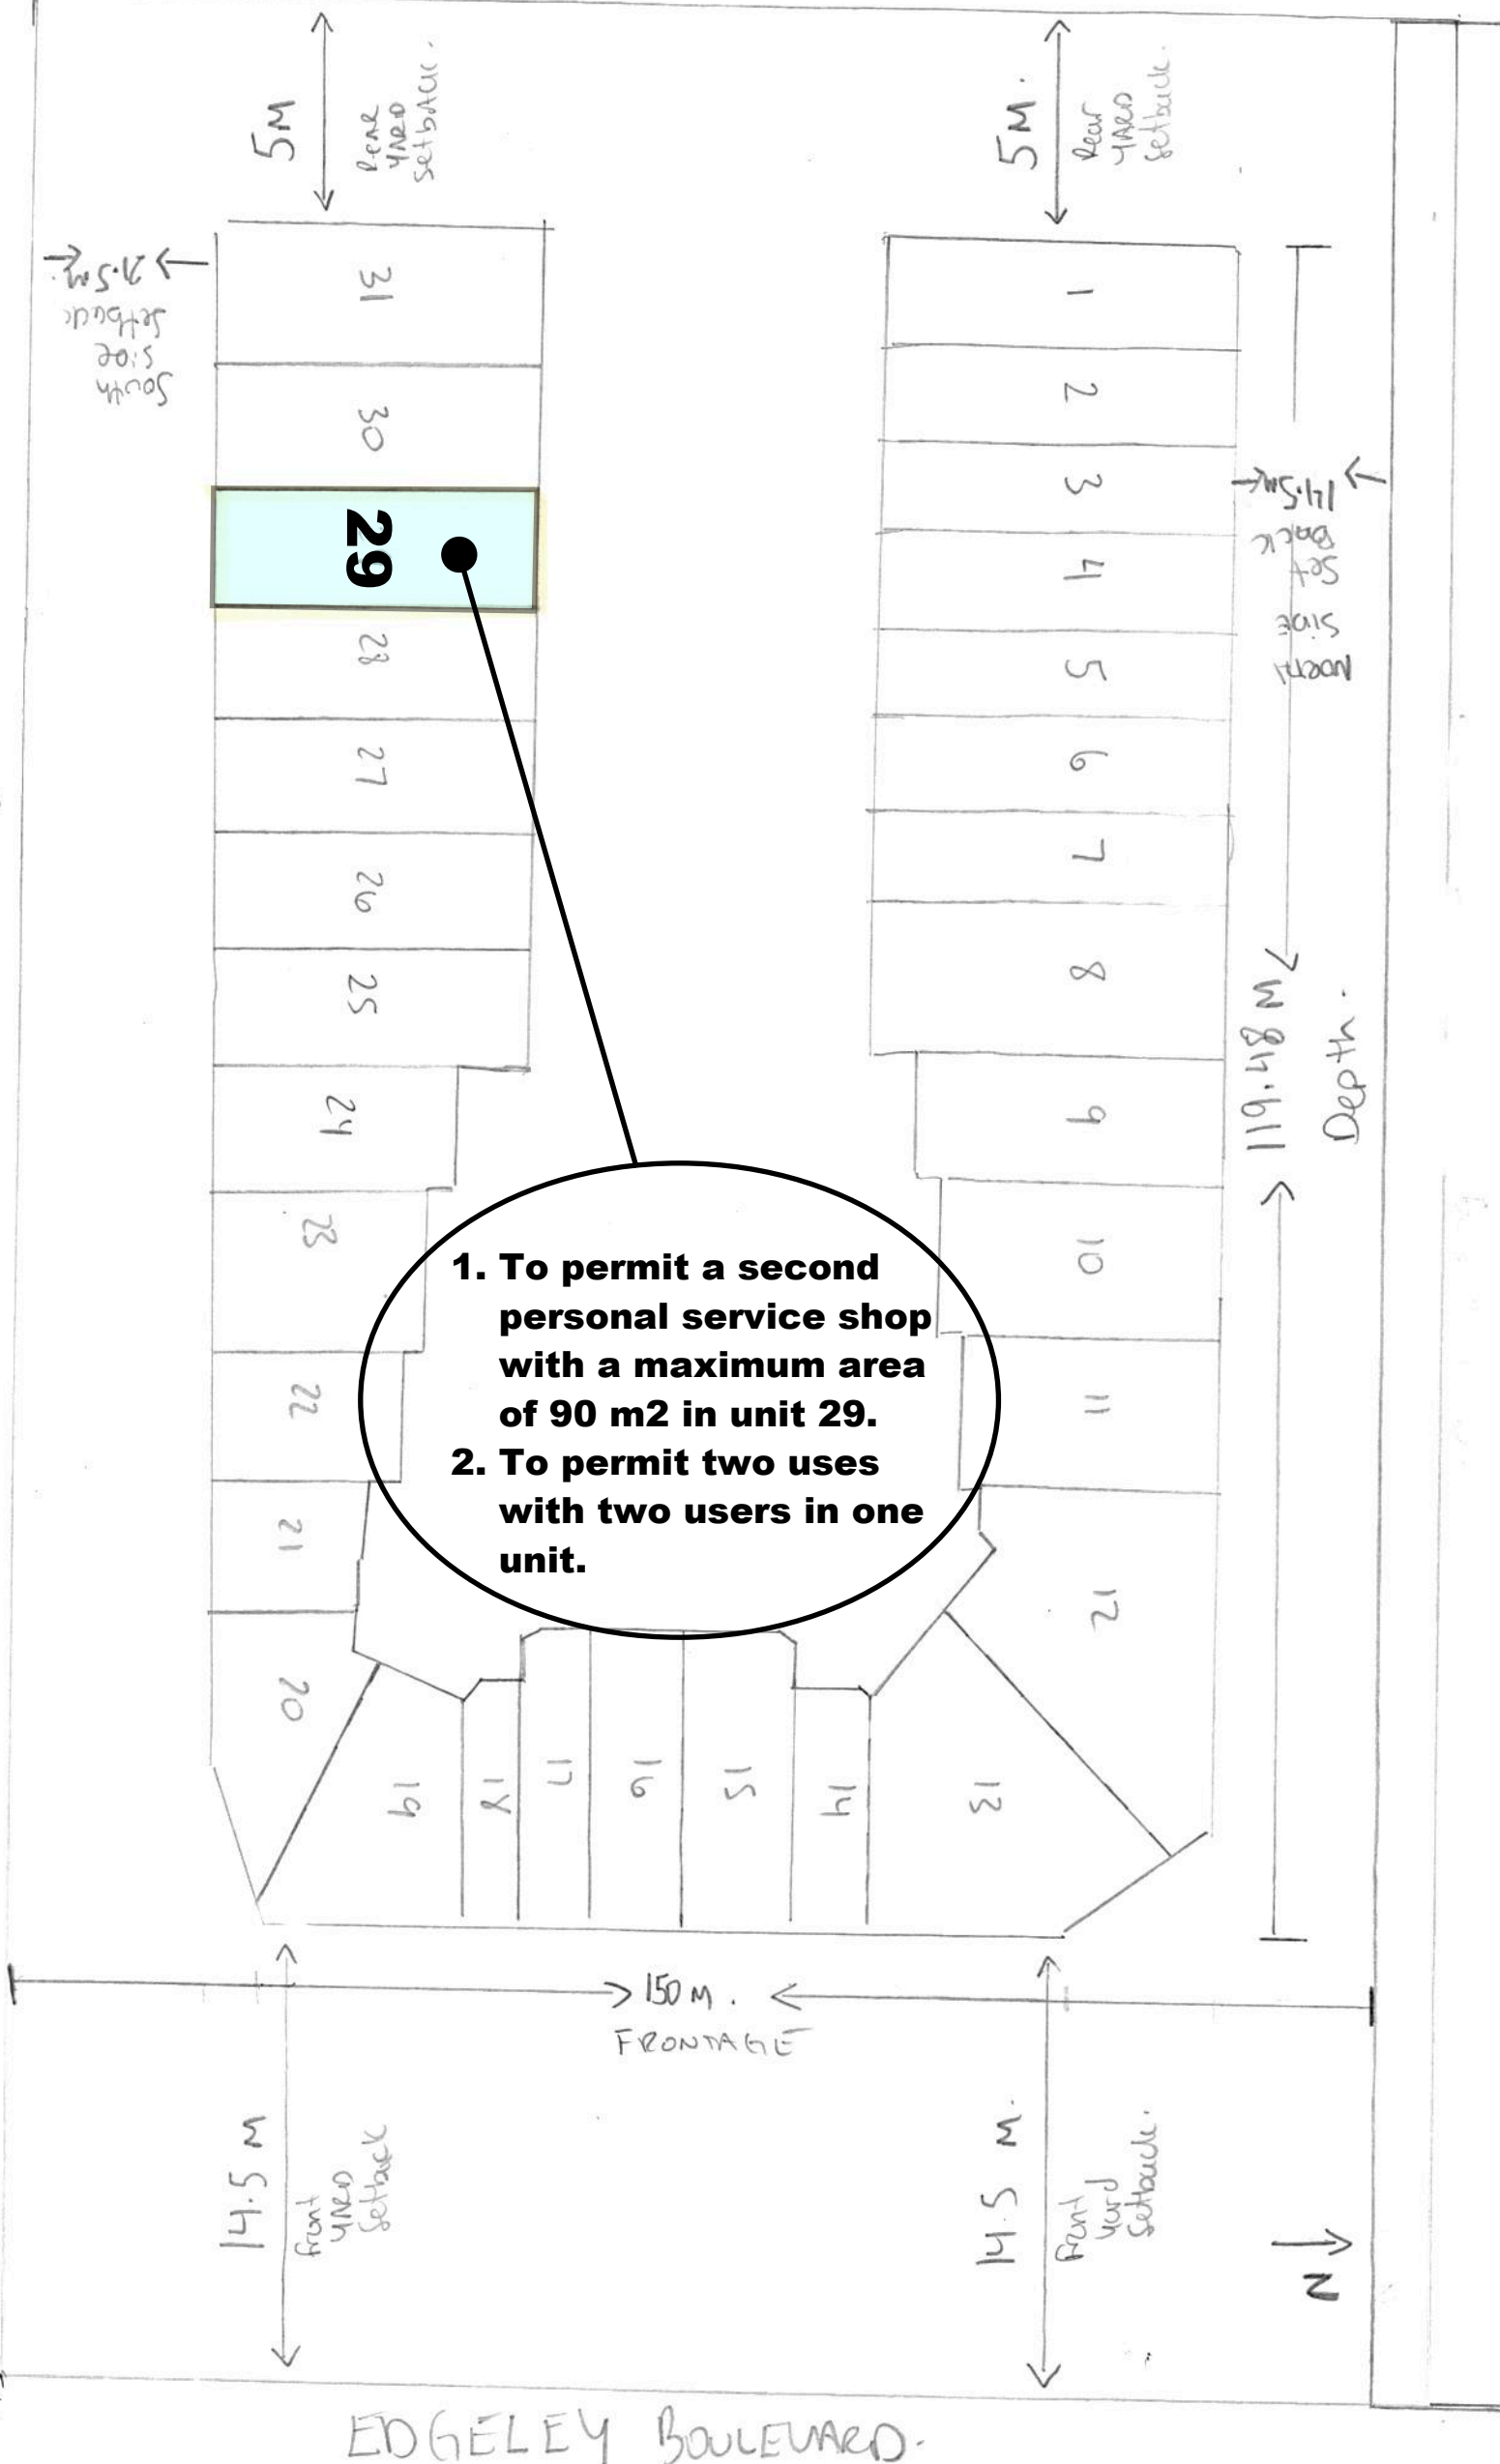 5M
Rear
YARD
setbACK.
5M.
Rear
YARD
setback.
21.5M.
South
side
setback
31
30
29
28
27
26
25
24
23
22
21
20
19
18
17
16
15
14
13
12
11
10
9
8
7
6
5
4
3
2
1
14.5M
North
side
Set
Back
119.48M
Depth.
1. To permit a second
personal service shop
with a maximum area
of 90 m2 in unit 29.
2. To permit two uses
with two users in one
unit.
150 M.
FRONTAGE
14.5 M
front
YARD
setback
14.5 M.
front
yard
setback.
N
EDGELEY BOULEVARD.